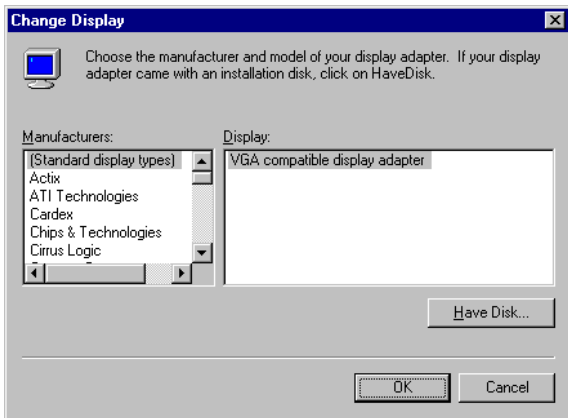 Change Display
Choose the manufacturer and model of your display adapter. If your display
adapter came with an installation disk, click on HaveDisk.
Manufacturers:
(Standard display types)
Actix
ATI Technologies
Cardex
Chips & Technologies
Cirrus Logic
Display:
VGA compatible display adapter
Have Disk...
OK
Cancel